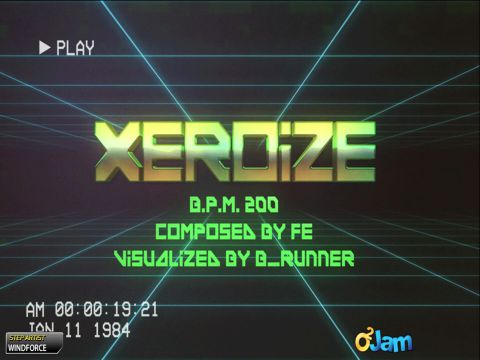 PLAY
XEROiZE
B.P.M. 200
COMPOSED BY FE
ViSUALiZED BY B_RUNNER
AM 00:00:19:21
JAN 11 1984
STEP ARTIST
WINDFORCE
O2Jam